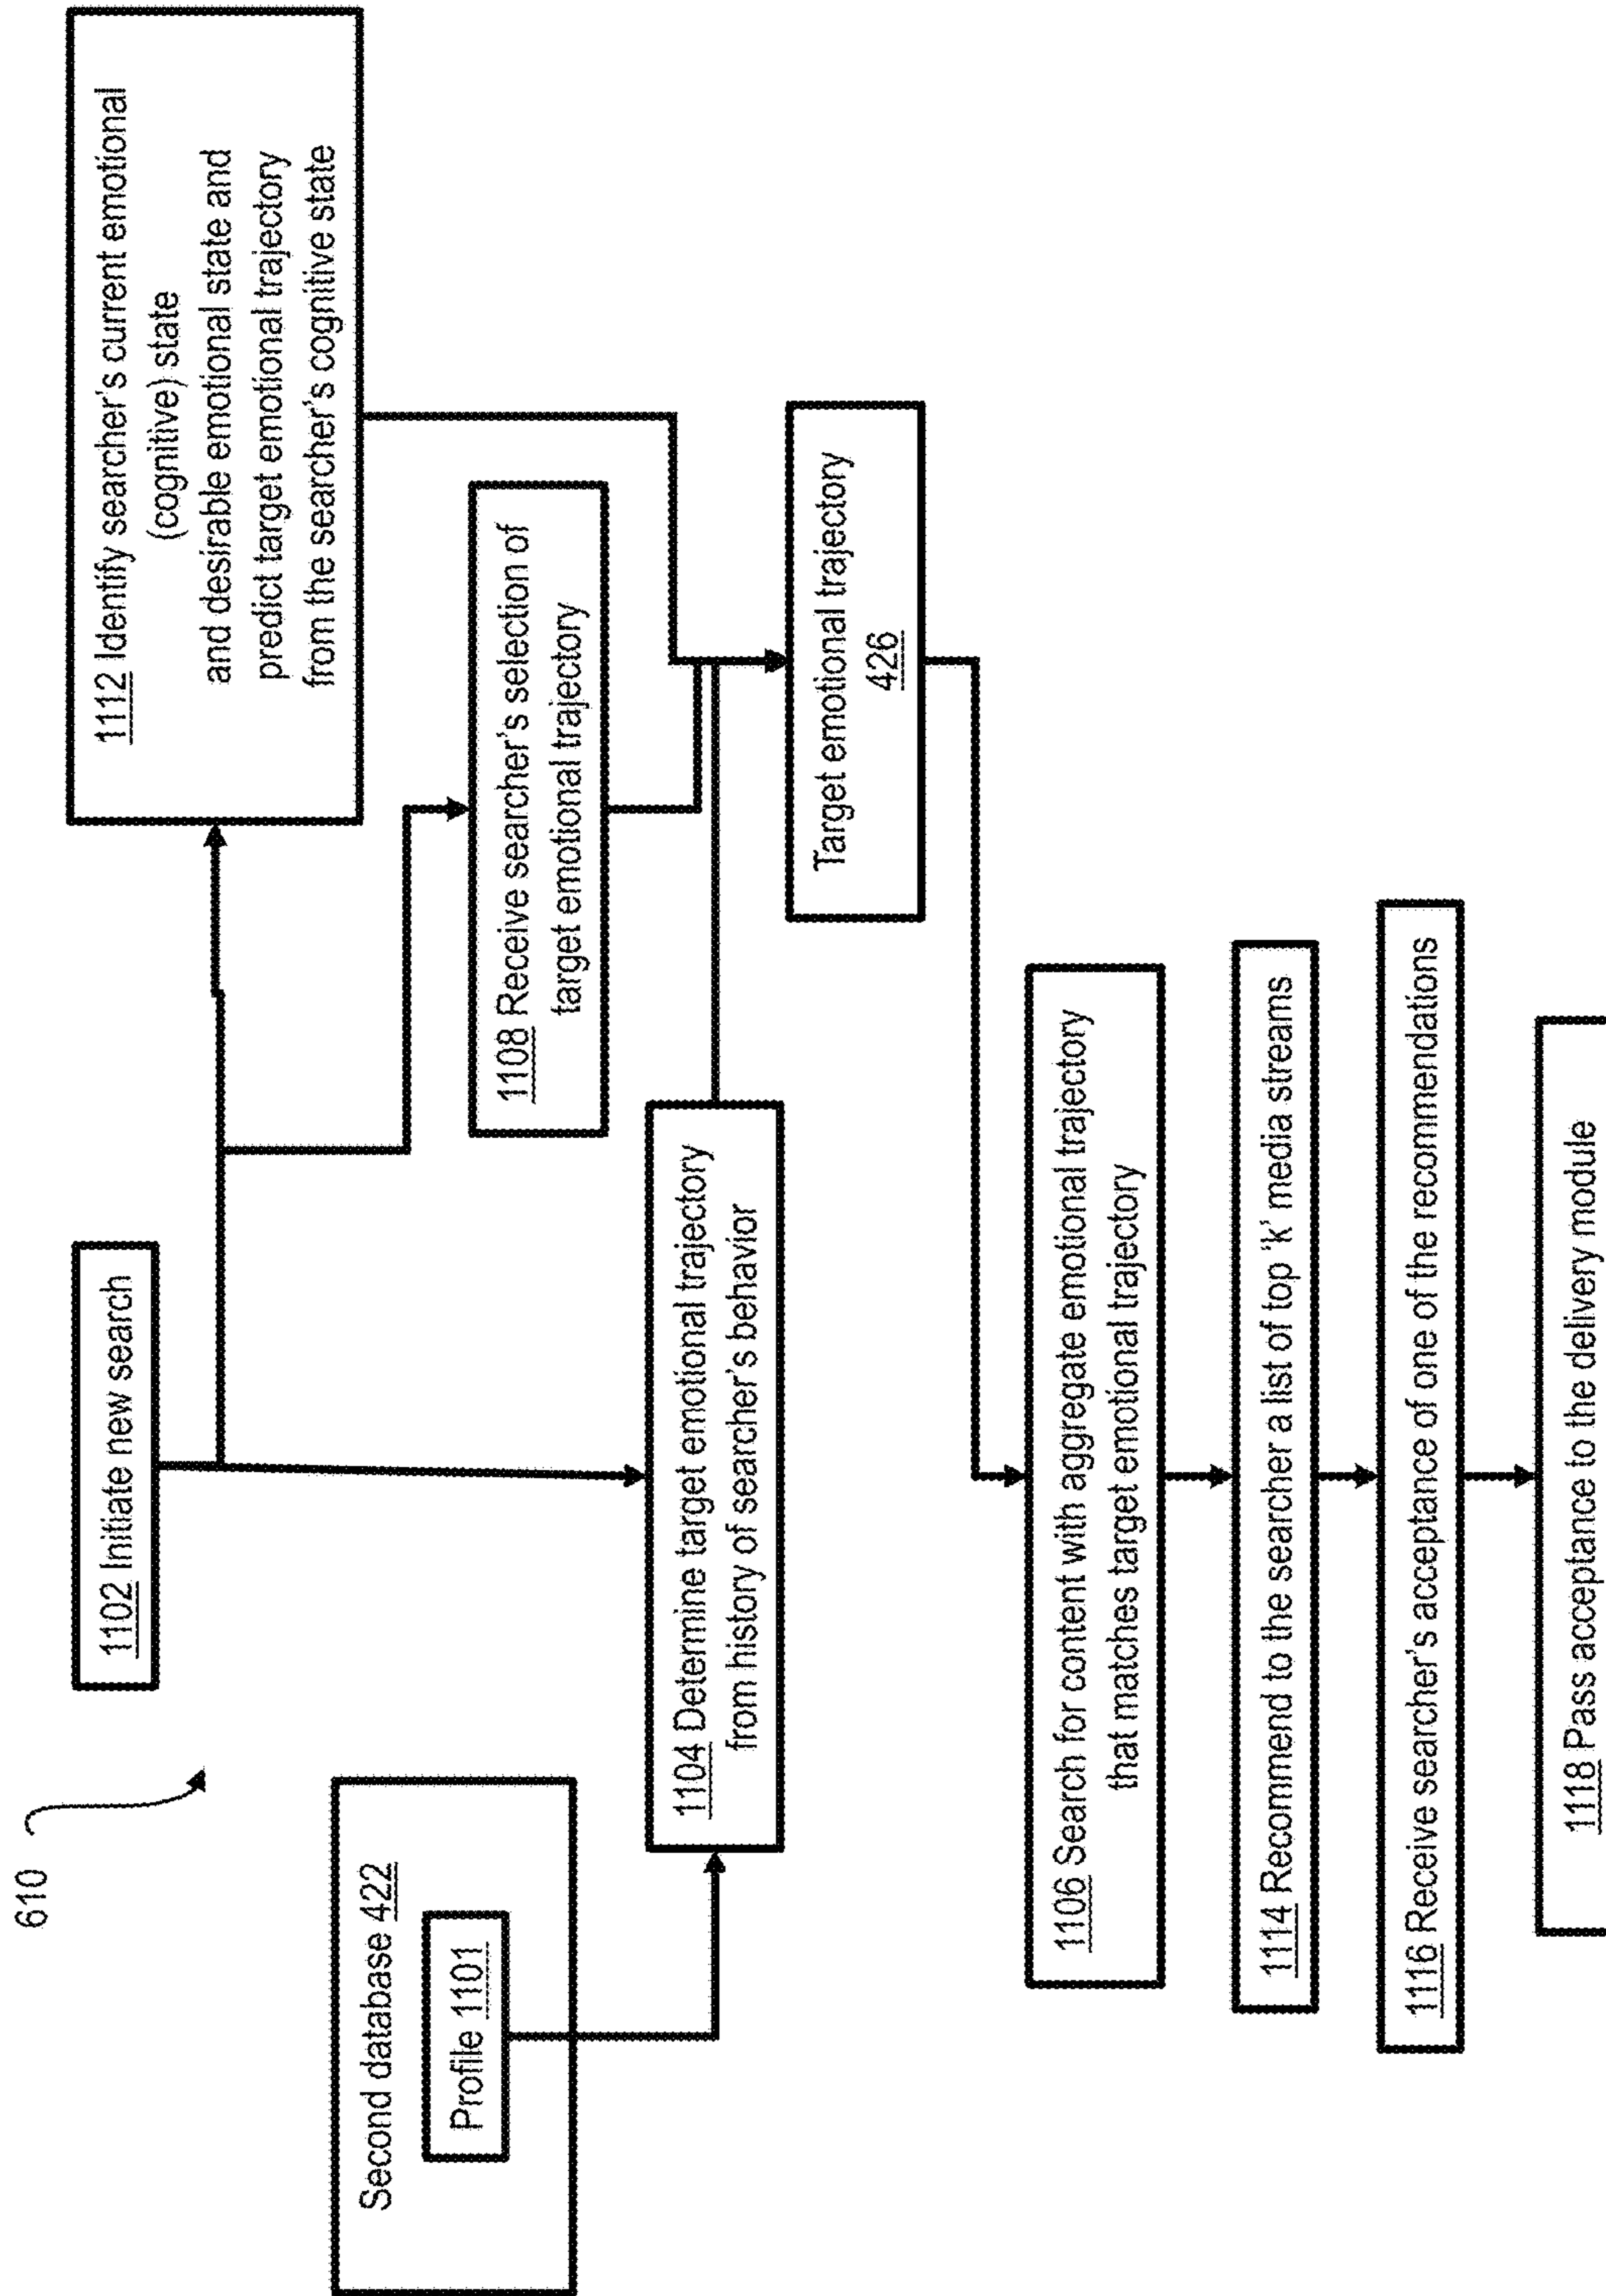 610
1102 Initiate new search
1112 Identify searcher's current emotional
(cognitive) state
and desirable emotional state and
predict target emotional trajectory
from the searcher's cognitive state
Second database 422
Profile 1101
1108 Receive searcher's selection of
target emotional trajectory
1104 Determine target emotional trajectory
from history of searcher's behavior
Target emotional trajectory
426
1106 Search for content with aggregate emotional trajectory
that matches target emotional trajectory
1114 Recommend to the searcher a list of top 'k' media streams
1116 Receive searcher's acceptance of one of the recommendations
1118 Pass acceptance to the delivery module